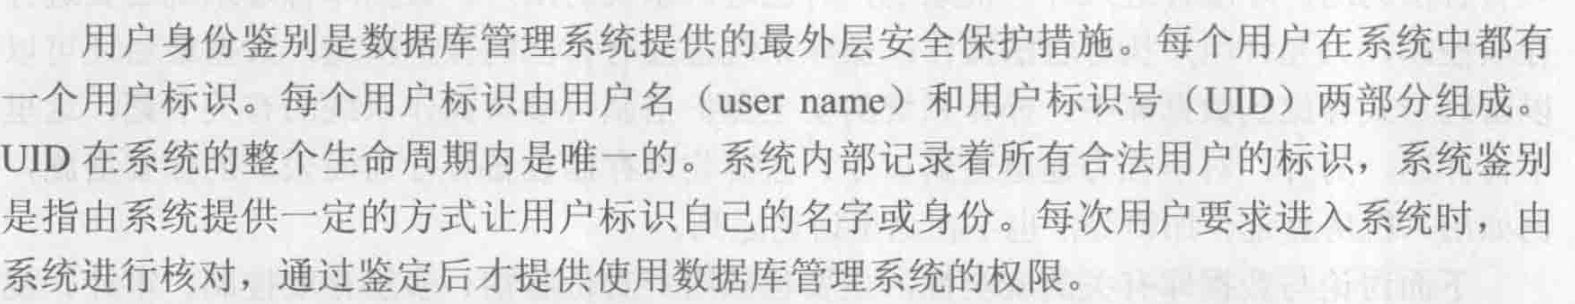 用户身份鉴别是数据库管理系统提供的最外层安全保护措施。每个用户在系统中都有
一个用户标识。每个用户标识由用户名（user name）和用户标识号（UID）两部分组成。
UID 在系统的整个生命周期内是唯一的。系统内部记录着所有合法用户的标识，系统鉴别
是指由系统提供一定的方式让用户标识自己的名字或身份。每次用户要求进入系统时，由
系统进行核对，通过鉴定后才提供使用数据库管理系统的权限。